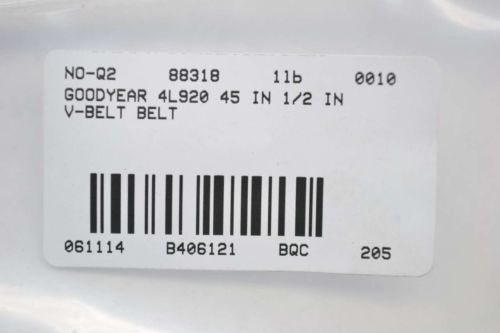 NO-Q2 88318 1lb 0010
GOODYEAR 4L920 45 IN 1/2 IN
V-BELT BELT
061114 B406121 BQC 205